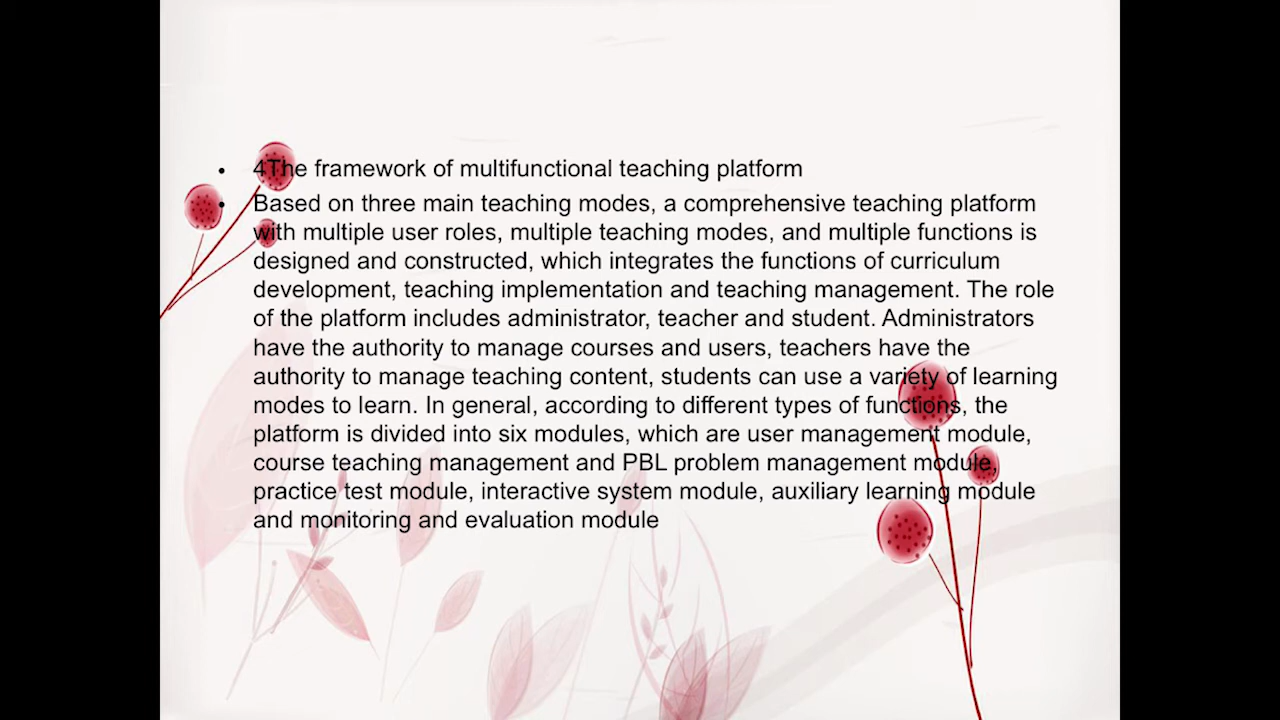 • 4The framework of multifunctional teaching platform
• Based on three main teaching modes, a comprehensive teaching platform
with multiple user roles, multiple teaching modes, and multiple functions is
designed and constructed, which integrates the functions of curriculum
development, teaching implementation and teaching management. The role
of the platform includes administrator, teacher and student. Administrators
have the authority to manage courses and users, teachers have the
authority to manage teaching content, students can use a variety of learning
modes to learn. In general, according to different types of functions, the
platform is divided into six modules, which are user management module,
course teaching management and PBL problem management module,
practice test module, interactive system module, auxiliary learning module
and monitoring and evaluation module